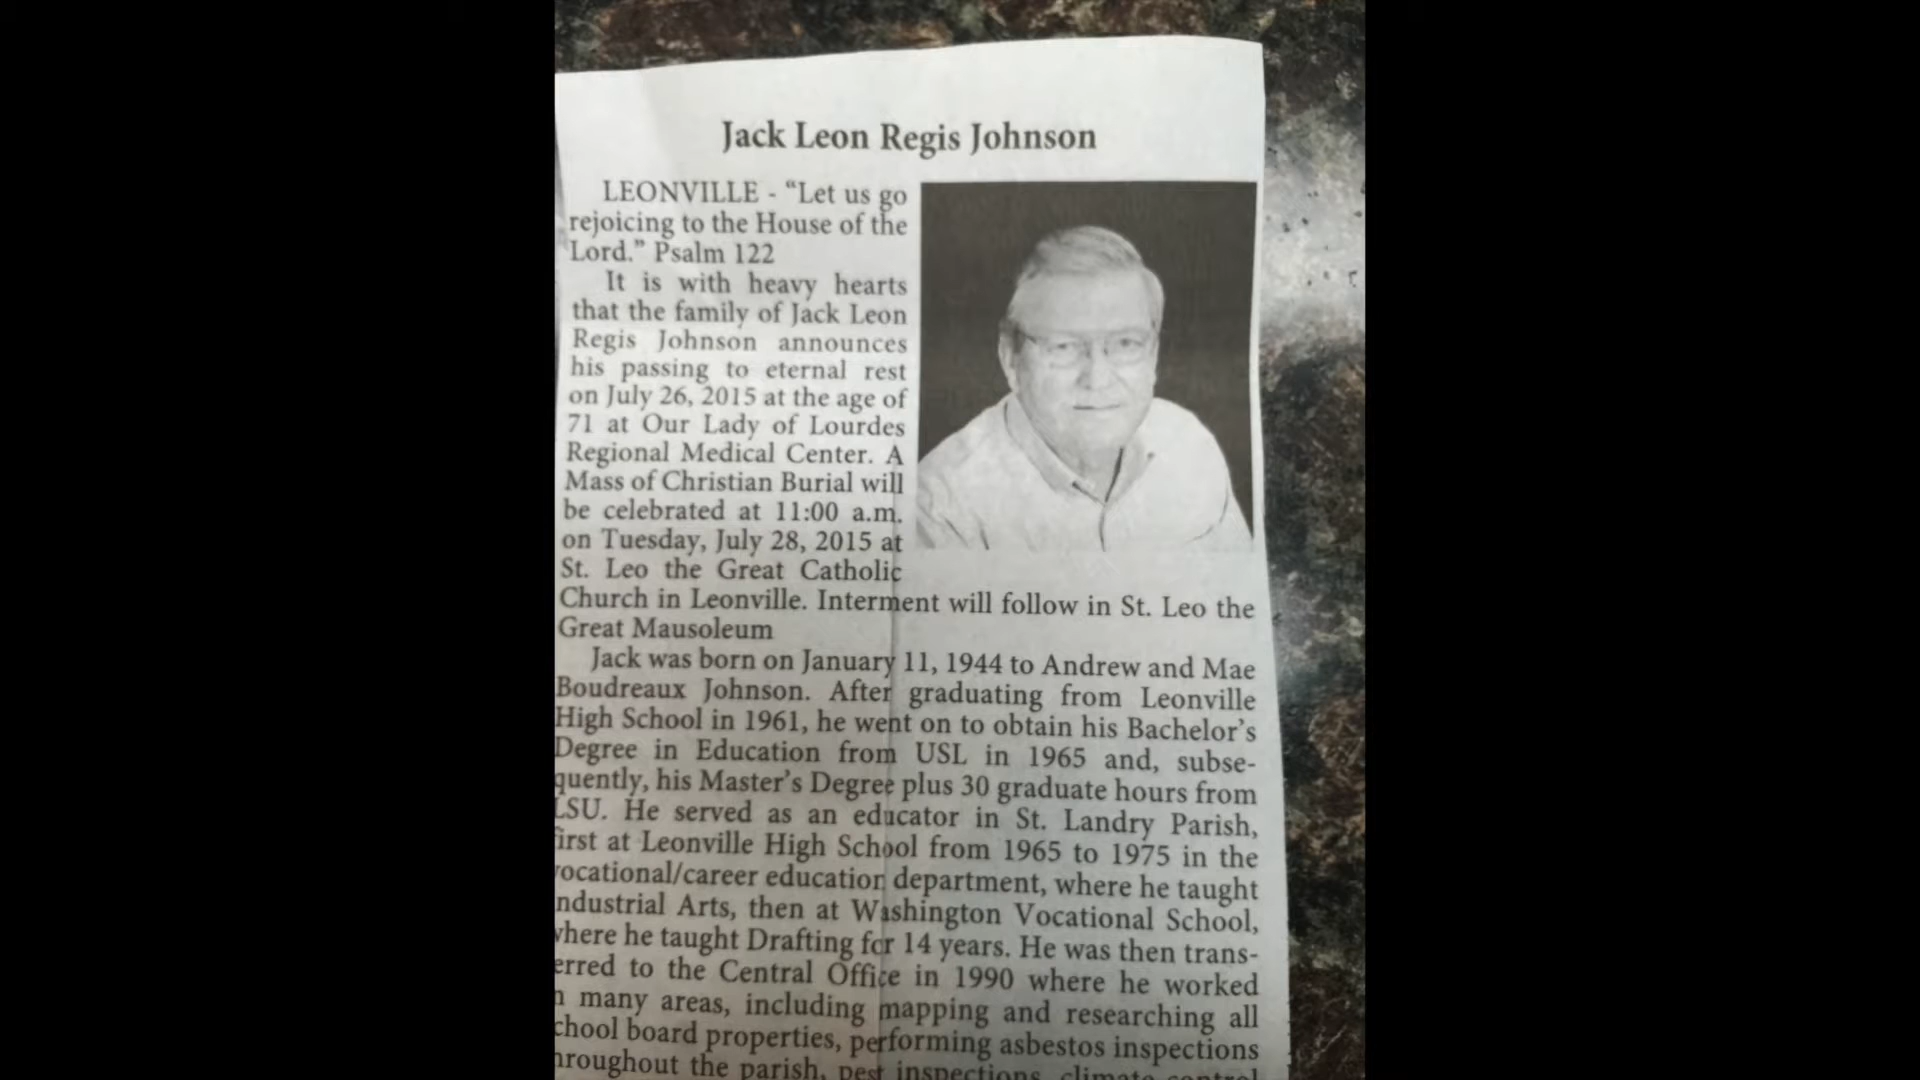 Jack Leon Regis Johnson
LEONVILLE - “Let us go
rejoicing to the House of the
Lord.” Psalm 122
It is with heavy hearts
that the family of Jack Leon
Regis Johnson announces
his passing to eternal rest
on July 26, 2015 at the age of
71 at Our Lady of Lourdes
Regional Medical Center. A
Mass of Christian Burial will
be celebrated at 11:00 a.m.
on Tuesday, July 28, 2015 at
St. Leo the Great Catholic
Church in Leonville. Interment will follow in St. Leo the
Great Mausoleum
Jack was born on January 11, 1944 to Andrew and Mae
Boudreaux Johnson. After graduating from Leonville
High School in 1961, he went on to obtain his Bachelor’s
Degree in Education from USL in 1965 and, subse-
quently, his Master’s Degree plus 30 graduate hours from
LSU. He served as an educator in St. Landry Parish,
first at Leonville High School from 1965 to 1975 in the
vocational/career education department, where he taught
Industrial Arts, then at Washington Vocational School,
where he taught Drafting for 14 years. He was then trans-
erred to the Central Office in 1990 where he worked
n many areas, including mapping and researching all
chool board properties, performing asbestos inspections
hroughout the parish, pest inspections, climate control